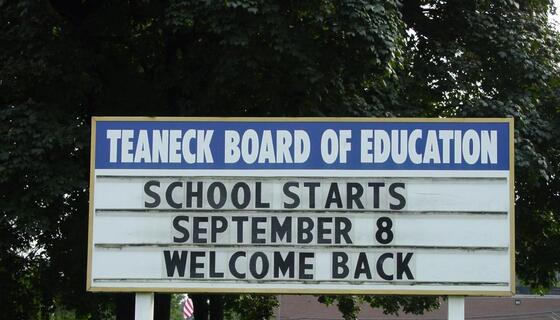 TEANECK BOARD OF EDUCATION
SCHOOL STARTS
SEPTEMBER 8
WELCOME BACK